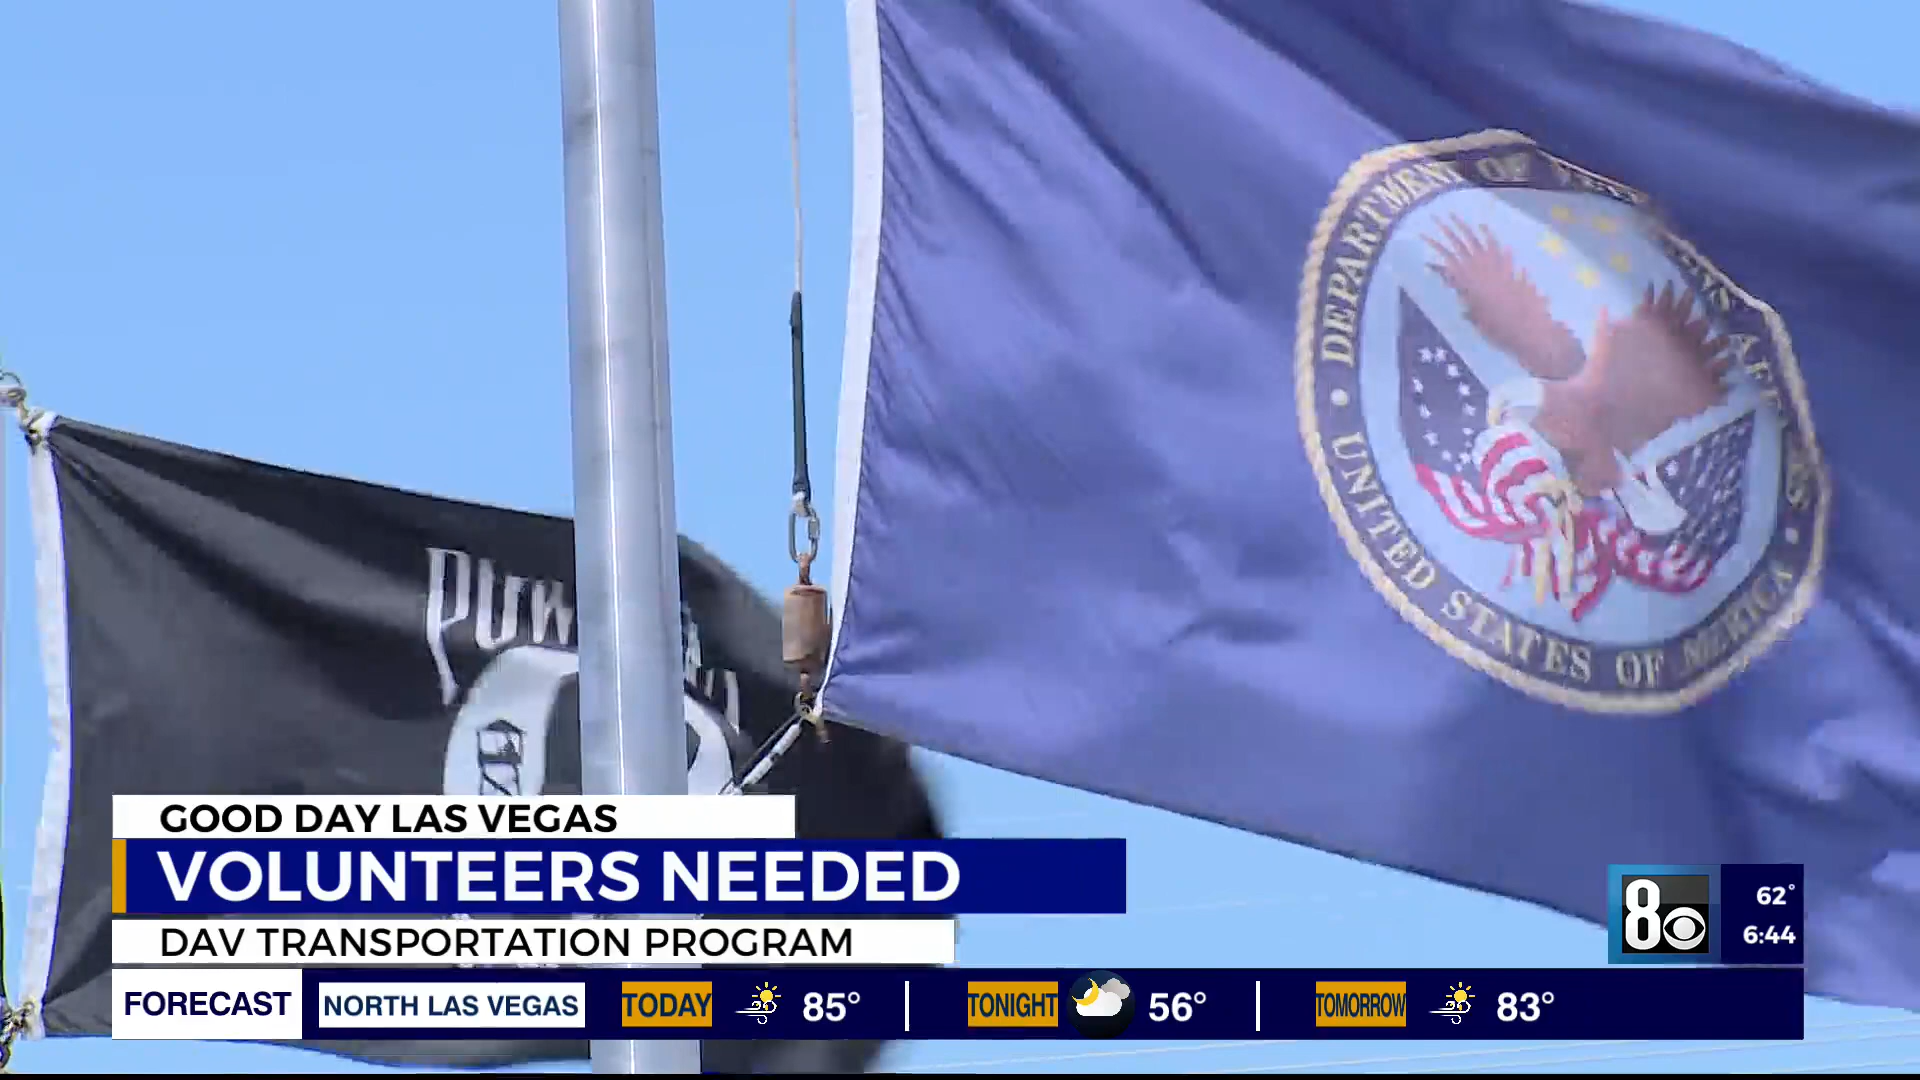 DEPARTMENT OF
UNITED STATES OF AMERICA
POW
GOOD DAY LAS VEGAS
VOLUNTEERS NEEDED
DAV TRANSPORTATION PROGRAM
8
62°
6:44
FORECAST NORTH LAS VEGAS TODAY 85° TONIGHT 56° TOMORROW 83°